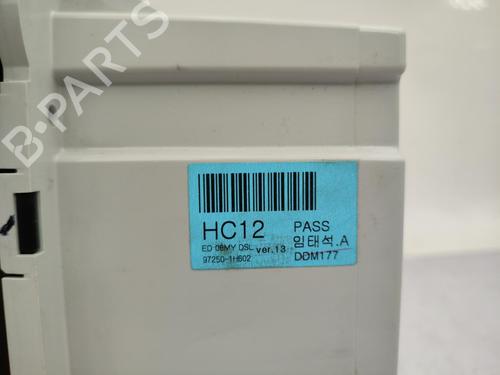 B-PARTS
HC12 PASS
ED 08MY DSL ver.13 임태석.A
97250-1H602 DDM177